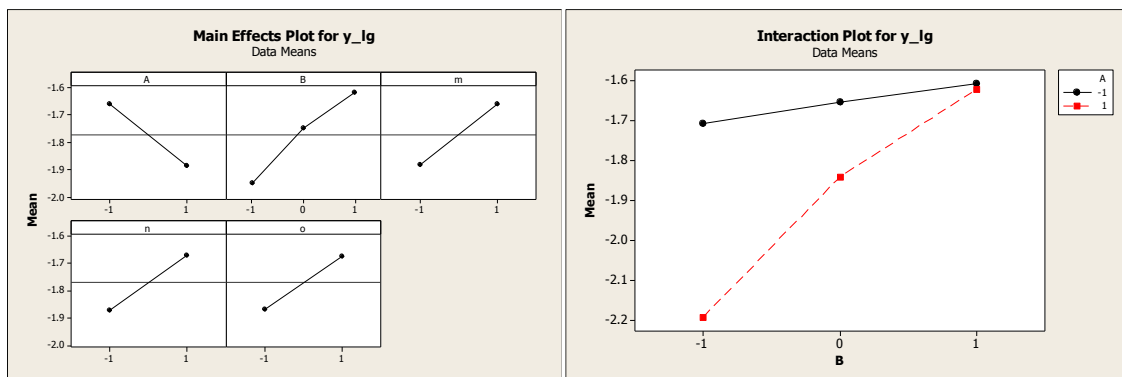 Main Effects Plot for y_lg
Data Means
A B m
-1.6
-1.7
-1.8
-1.9
-2.0
-1 1 -1 0 1 -1 1
n o
-1.6
-1.7
-1.8
-1.9
-2.0
-1 1 -1 1
Mean
Interaction Plot for y_lg
Data Means
-1.6
-1.7
-1.8
-1.9
-2.0
-2.1
-2.2
-1 0 1
B
Mean
A
-1
1